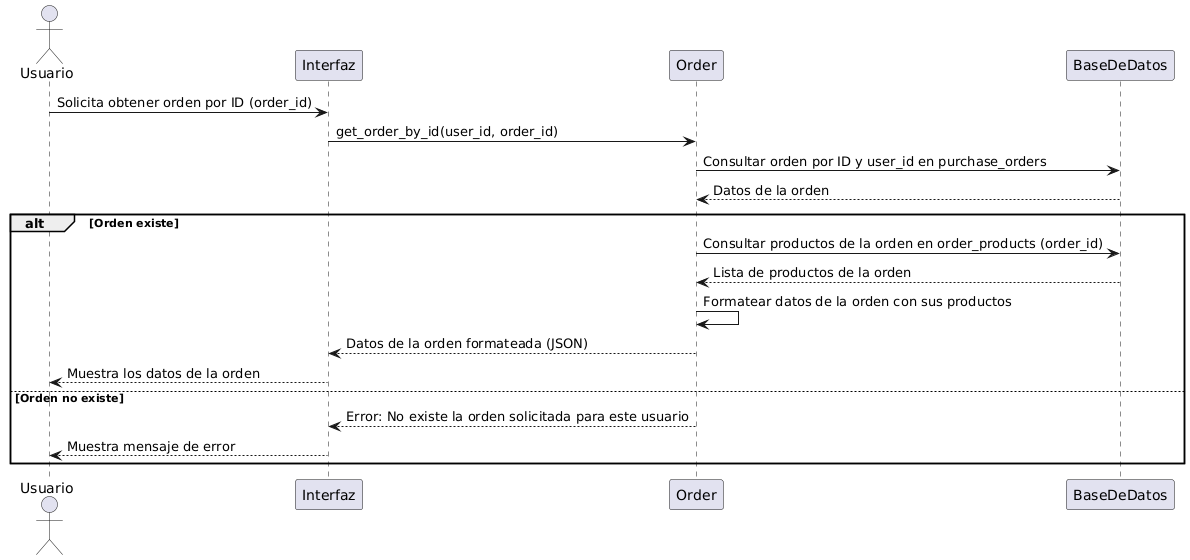 Usuario
Interfaz
Order
BaseDeDatos
Solicita obtener orden por ID (order_id)
get_order_by_id(user_id, order_id)
Consultar orden por ID y user_id en purchase_orders
Datos de la orden
alt
[Orden existe]
Consultar productos de la orden en order_products (order_id)
Lista de productos de la orden
Formatear datos de la orden con sus productos
Datos de la orden formateada (JSON)
Muestra los datos de la orden
[Orden no existe]
Error: No existe la orden solicitada para este usuario
Muestra mensaje de error
Usuario
Interfaz
Order
BaseDeDatos